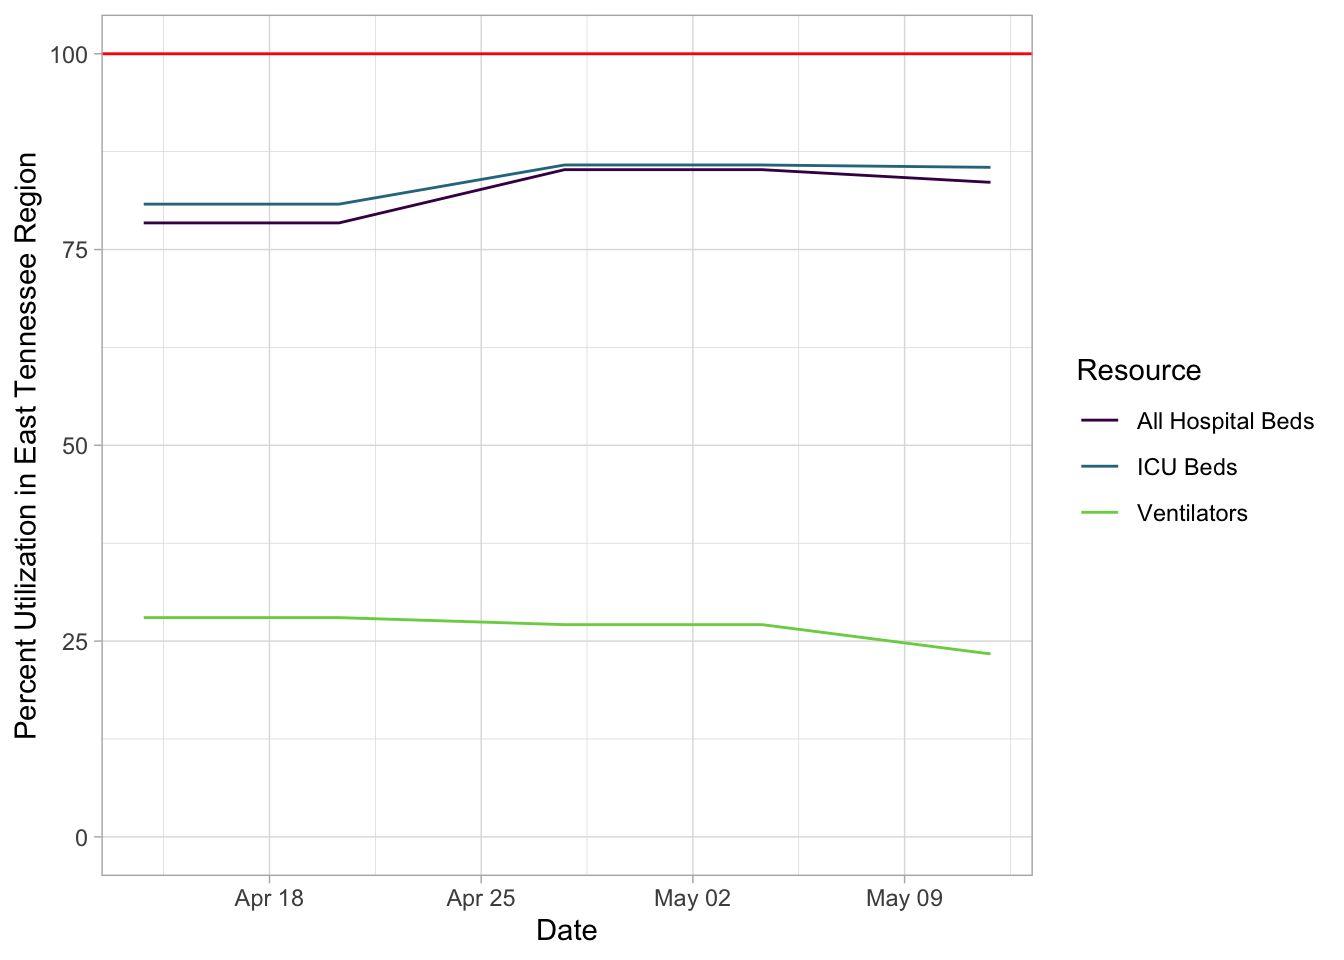 Percent Utilization in East Tennessee Region
100
75
50
25
0
Apr 18
Apr 25
May 02
May 09
Date
Resource
All Hospital Beds
ICU Beds
Ventilators